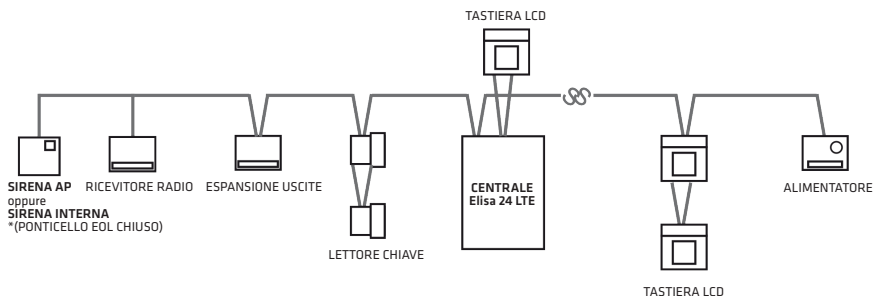 TASTIERA LCD
SIRENA AP
oppure
SIRENA INTERNA
*(PONTICELLO EOL CHIUSO)
RICEVITORE RADIO
ESPANSIONE USCITE
LETTORE CHIAVE
CENTRALE
Elisa 24 LTE
ALIMENTATORE
TASTIERA LCD